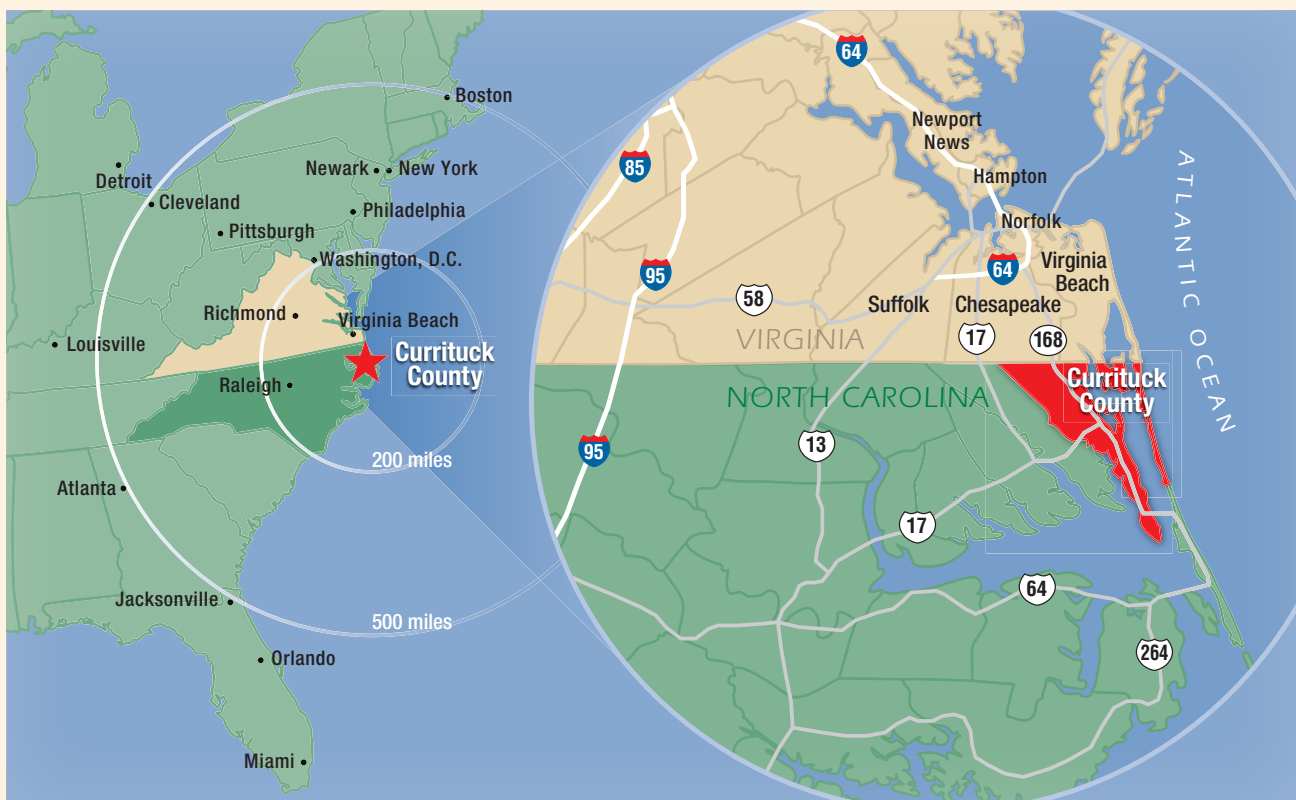 Boston
Detroit
Newark
New York
Cleveland
Philadelphia
Pittsburgh
Washington, D.C.
Richmond
Virginia Beach
Louisville
Currituck
County
Raleigh
200 miles
Atlanta
Jacksonville
500 miles
Orlando
Miami
64
Newport
News
85
Hampton
ATLANTIC OCEAN
Norfolk
95
64
Virginia
Beach
58
Suffolk
Chesapeake
VIRGINIA
17
168
Currituck
County
NORTH CAROLINA
13
95
17
64
264